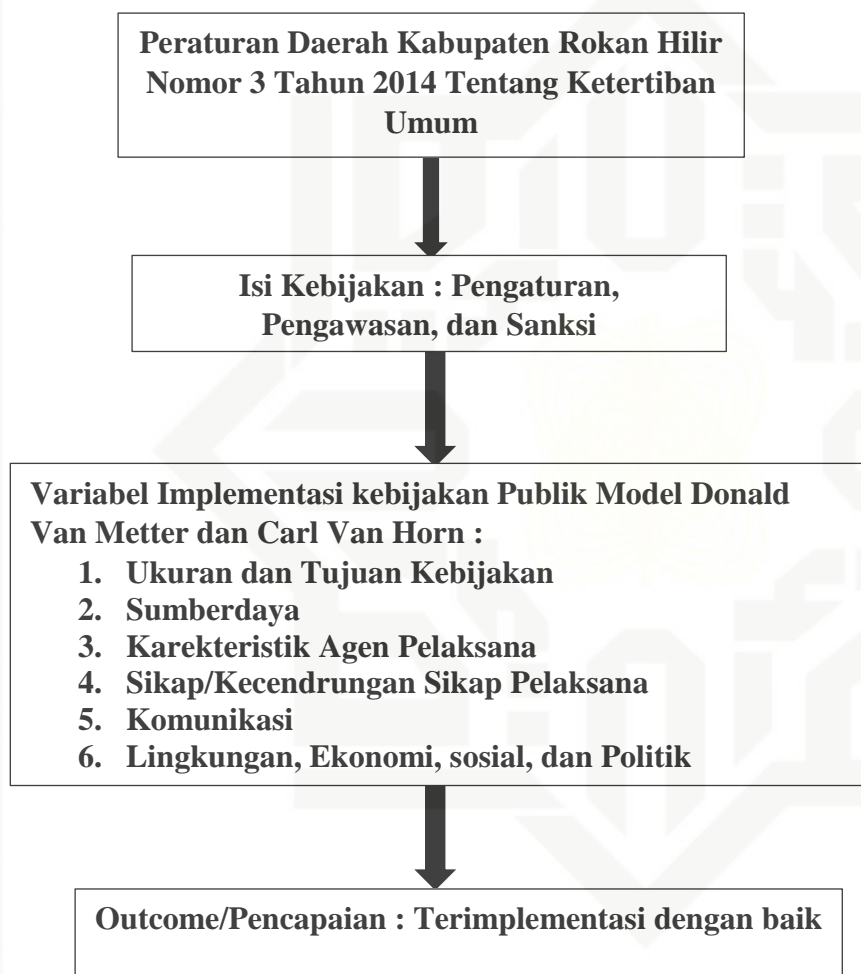 Peraturan Daerah Kabupaten Rokan Hilir
Nomor 3 Tahun 2014 Tentang Ketertiban
Umum
Isi Kebijakan : Pengaturan,
Pengawasan, dan Sanksi
Variabel Implementasi kebijakan Publik Model Donald
Van Metter dan Carl Van Horn :
1. Ukuran dan Tujuan Kebijakan
2. Sumberdaya
3. Karekteristik Agen Pelaksana
4. Sikap/Kecendrungan Sikap Pelaksana
5. Komunikasi
6. Lingkungan, Ekonomi, sosial, dan Politik
Outcome/Pencapaian : Terimplementasi dengan baik